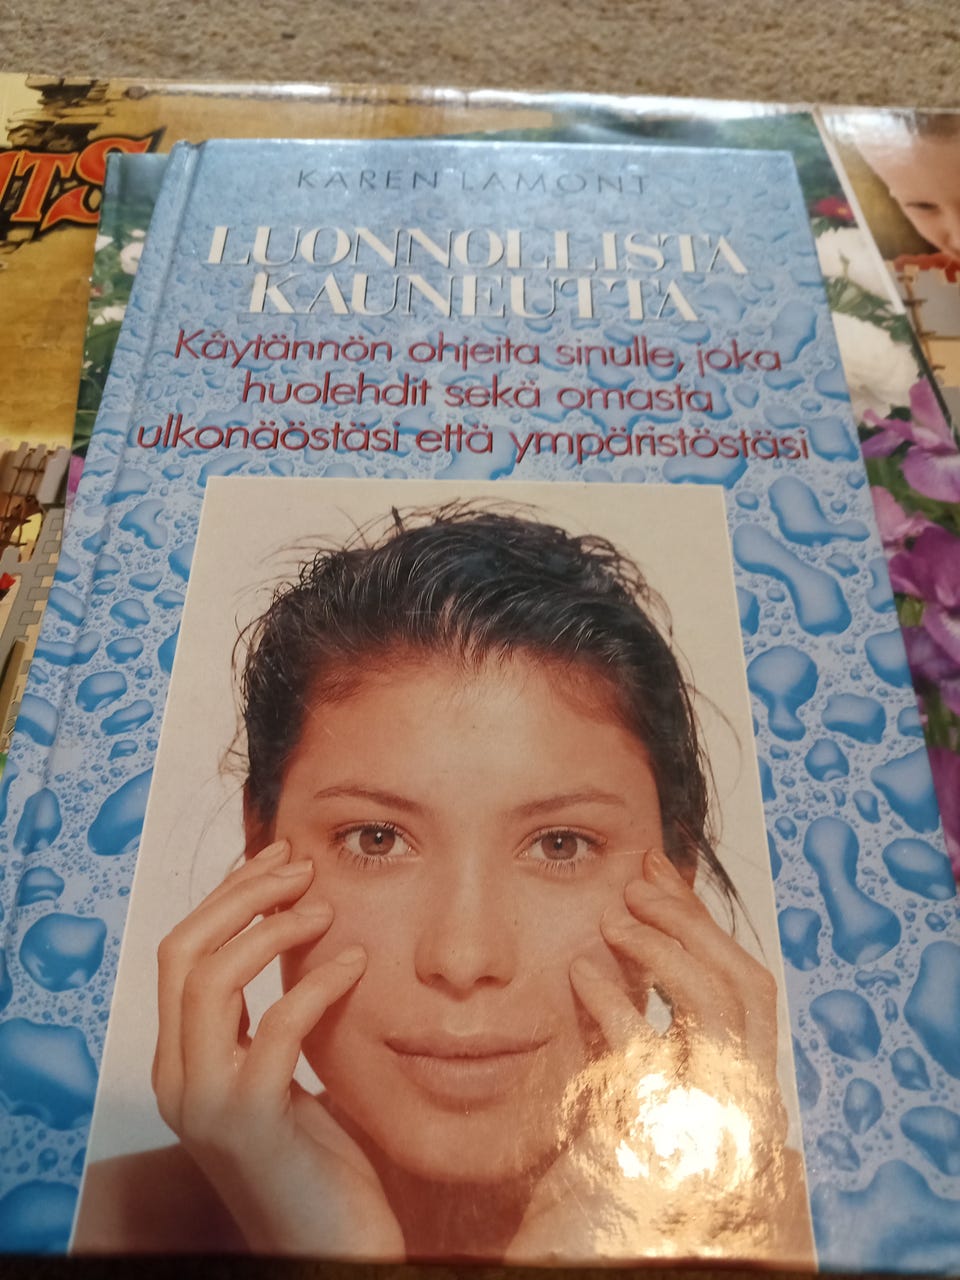 KAREN LAMONT
LUONNOLLISTA
KAUNEUTTA
Käytännön ohjeita sinulle, joka
huolehdit sekä omasta
ulkonäöstäsi että ympäristöstäsi